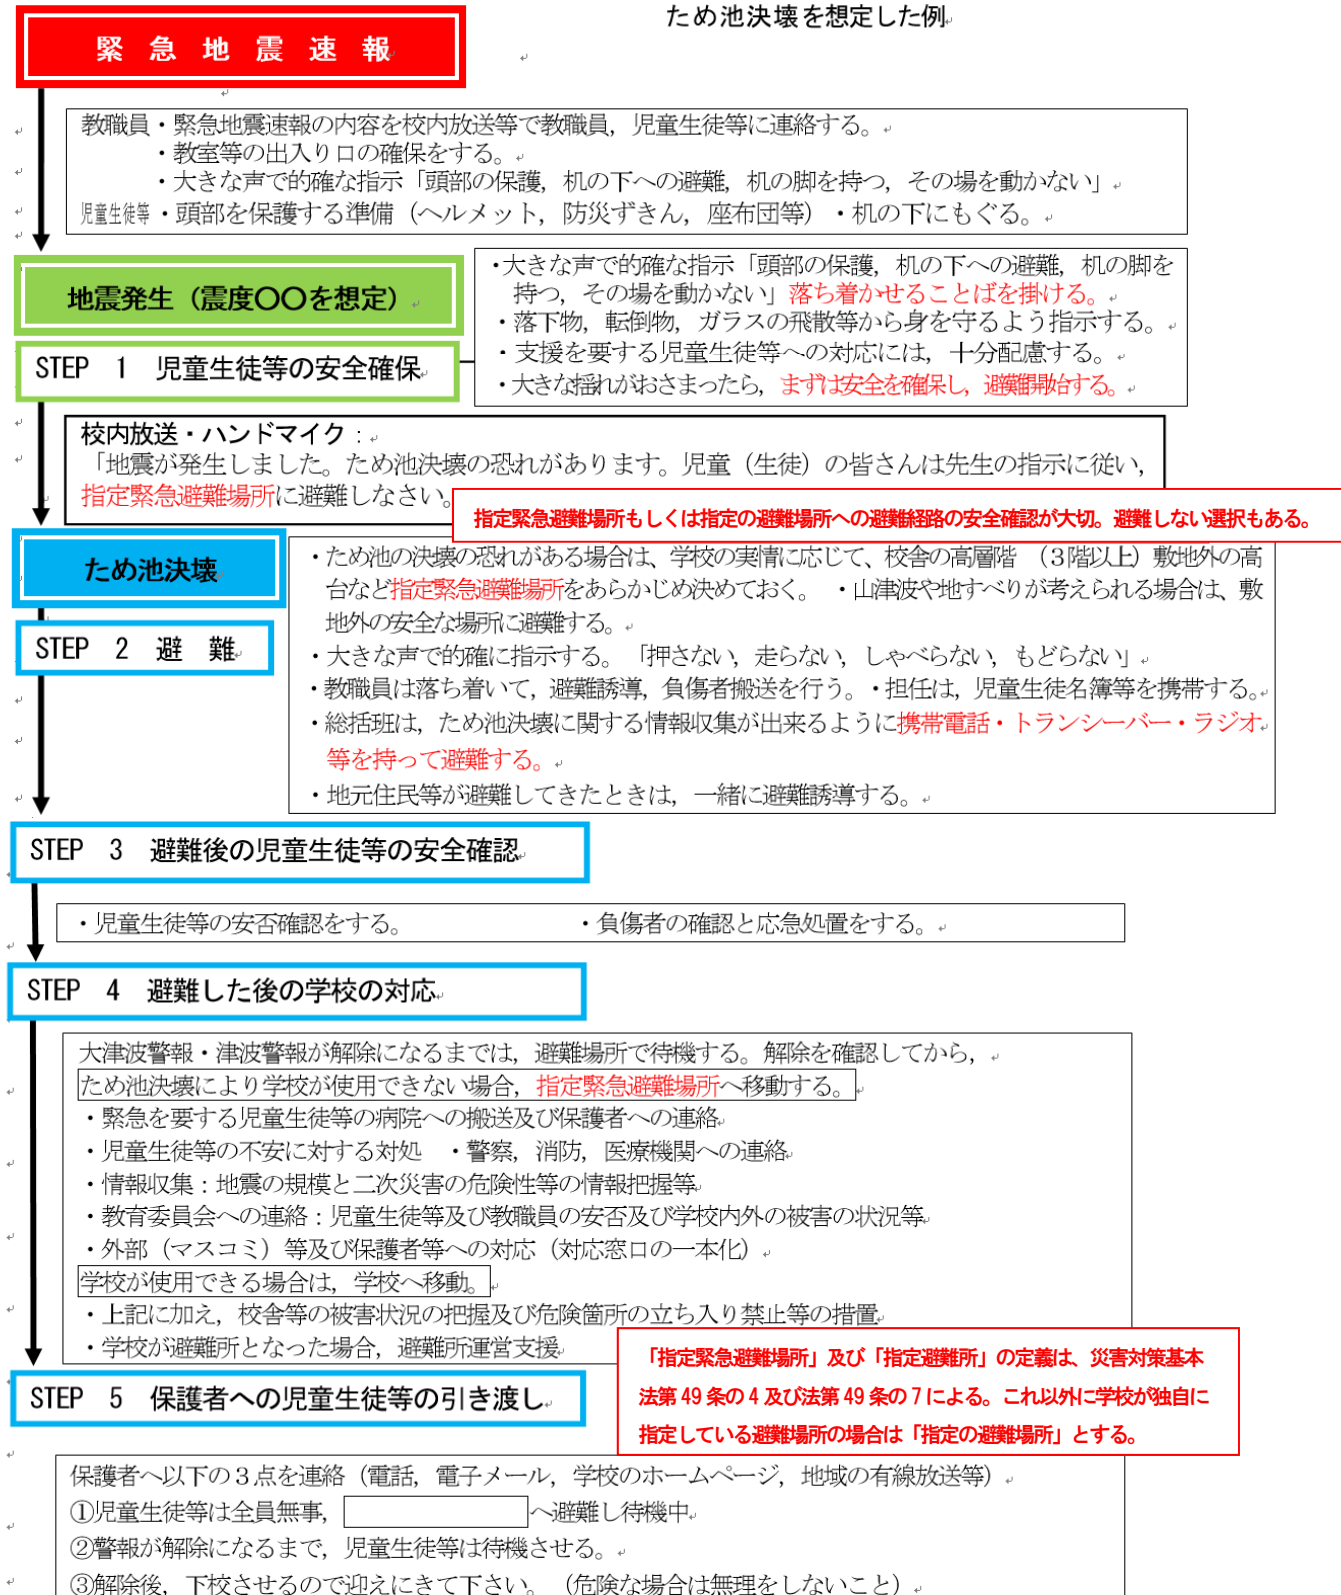 ため池決壊を想定した例
緊 急 地 震 速 報
教職員・緊急地震速報の内容を校内放送等で教職員，児童生徒等に連絡する。
・教室等の出入り口の確保をする。
・大きな声で的確な指示「頭部の保護，机の下への避難，机の脚を持つ，その場を動かない」
児童生徒等・頭部を保護する準備（ヘルメット，防災ずきん，座布団等）・机の下にもぐる。
地震発生（震度〇〇を想定）
STEP 1 児童生徒等の安全確保
・大きな声で的確な指示「頭部の保護，机の下への避難，机の脚を
持つ，その場を動かない」落ち着かせることばを掛ける。
・落下物，転倒物，ガラスの飛散等から身を守るよう指示する。
・支援を要する児童生徒等への対応には，十分配慮する。
・大きな揺れがおさまったら，まずは安全を確保し，避難開始する。
校内放送・ハンドマイク：
「地震が発生しました。ため池決壊の恐れがあります。児童（生徒）の皆さんは先生の指示に従い，
指定緊急避難場所に避難しなさい。
指定緊急避難場所もしくは指定の避難場所への避難経路の安全確認が大切。避難しない選択もある。
ため池決壊
STEP 2 避 難
・ため池の決壊の恐れがある場合は、学校の実情に応じて、校舎の高層階 （３階以上）敷地外の高
台など指定緊急避難場所をあらかじめ決めておく。 ・山津波や地すべりが考えられる場合は、敷
地外の安全な場所に避難する。
・大きな声で的確に指示する。「押さない，走らない，しゃべらない，もどらない」
・教職員は落ち着いて，避難誘導，負傷者搬送を行う。・担任は，児童生徒名簿等を携帯する。
・総括班は，ため池決壊に関する情報収集が出来るように携帯電話・トランシーバー・ラジオ
等を持って避難する。
・地元住民等が避難してきたときは，一緒に避難誘導する。
STEP 3 避難後の児童生徒等の安全確認
・児童生徒等の安否確認をする。 ・負傷者の確認と応急処置をする。
STEP 4 避難した後の学校の対応
大津波警報・津波警報が解除になるまでは，避難場所で待機する。解除を確認してから，
ため池決壊により学校が使用できない場合，指定緊急避難場所へ移動する。
・緊急を要する児童生徒等の病院への搬送及び保護者への連絡
・児童生徒等の不安に対する対処 ・警察，消防，医療機関への連絡
・情報収集：地震の規模と二次災害の危険性等の情報把握等
・教育委員会への連絡：児童生徒等及び教職員の安否及び学校内外の被害の状況等
・外部（マスコミ）等及び保護者等への対応（対応窓口の一本化）
学校が使用できる場合は，学校へ移動。
・上記に加え，校舎等の被害状況の把握及び危険箇所の立ち入り禁止等の措置
・学校が避難所となった場合，避難所運営支援
「指定緊急避難場所」及び「指定避難所」の定義は、災害対策基本
法第 49 条の 4 及び法第 49 条の 7 による。これ以外に学校が独自に
指定している避難場所の場合は「指定の避難場所」とする。
STEP 5 保護者への児童生徒等の引き渡し
保護者へ以下の３点を連絡（電話，電子メール，学校のホームページ，地域の有線放送等）
①児童生徒等は全員無事， へ避難し待機中
②警報が解除になるまで，児童生徒等は待機させる。
③解除後，下校させるので迎えにきて下さい。（危険な場合は無理をしないこと）